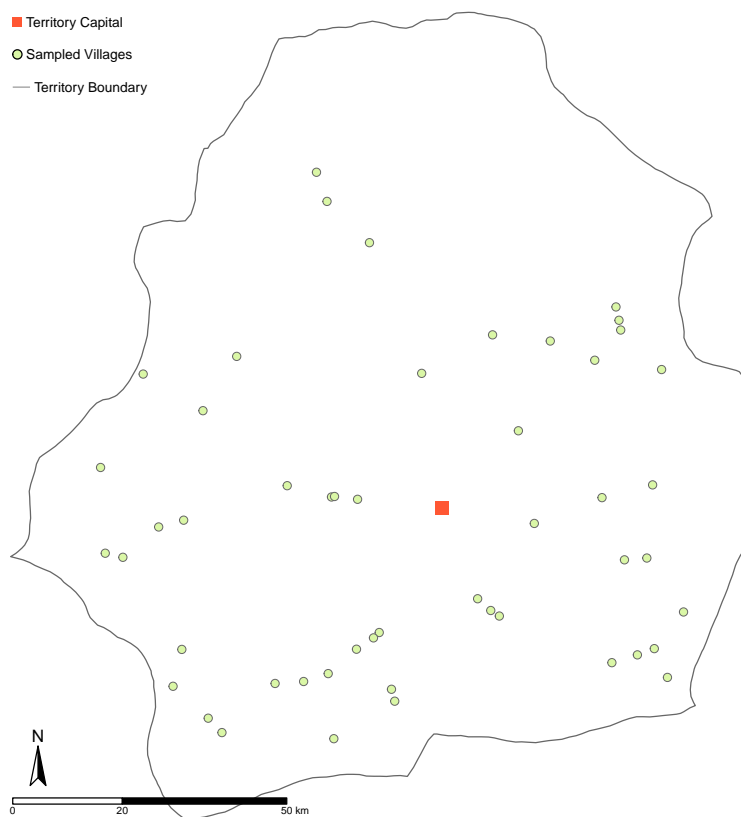 Territory Capital
Sampled Villages
Territory Boundary
N
0 20 50 km